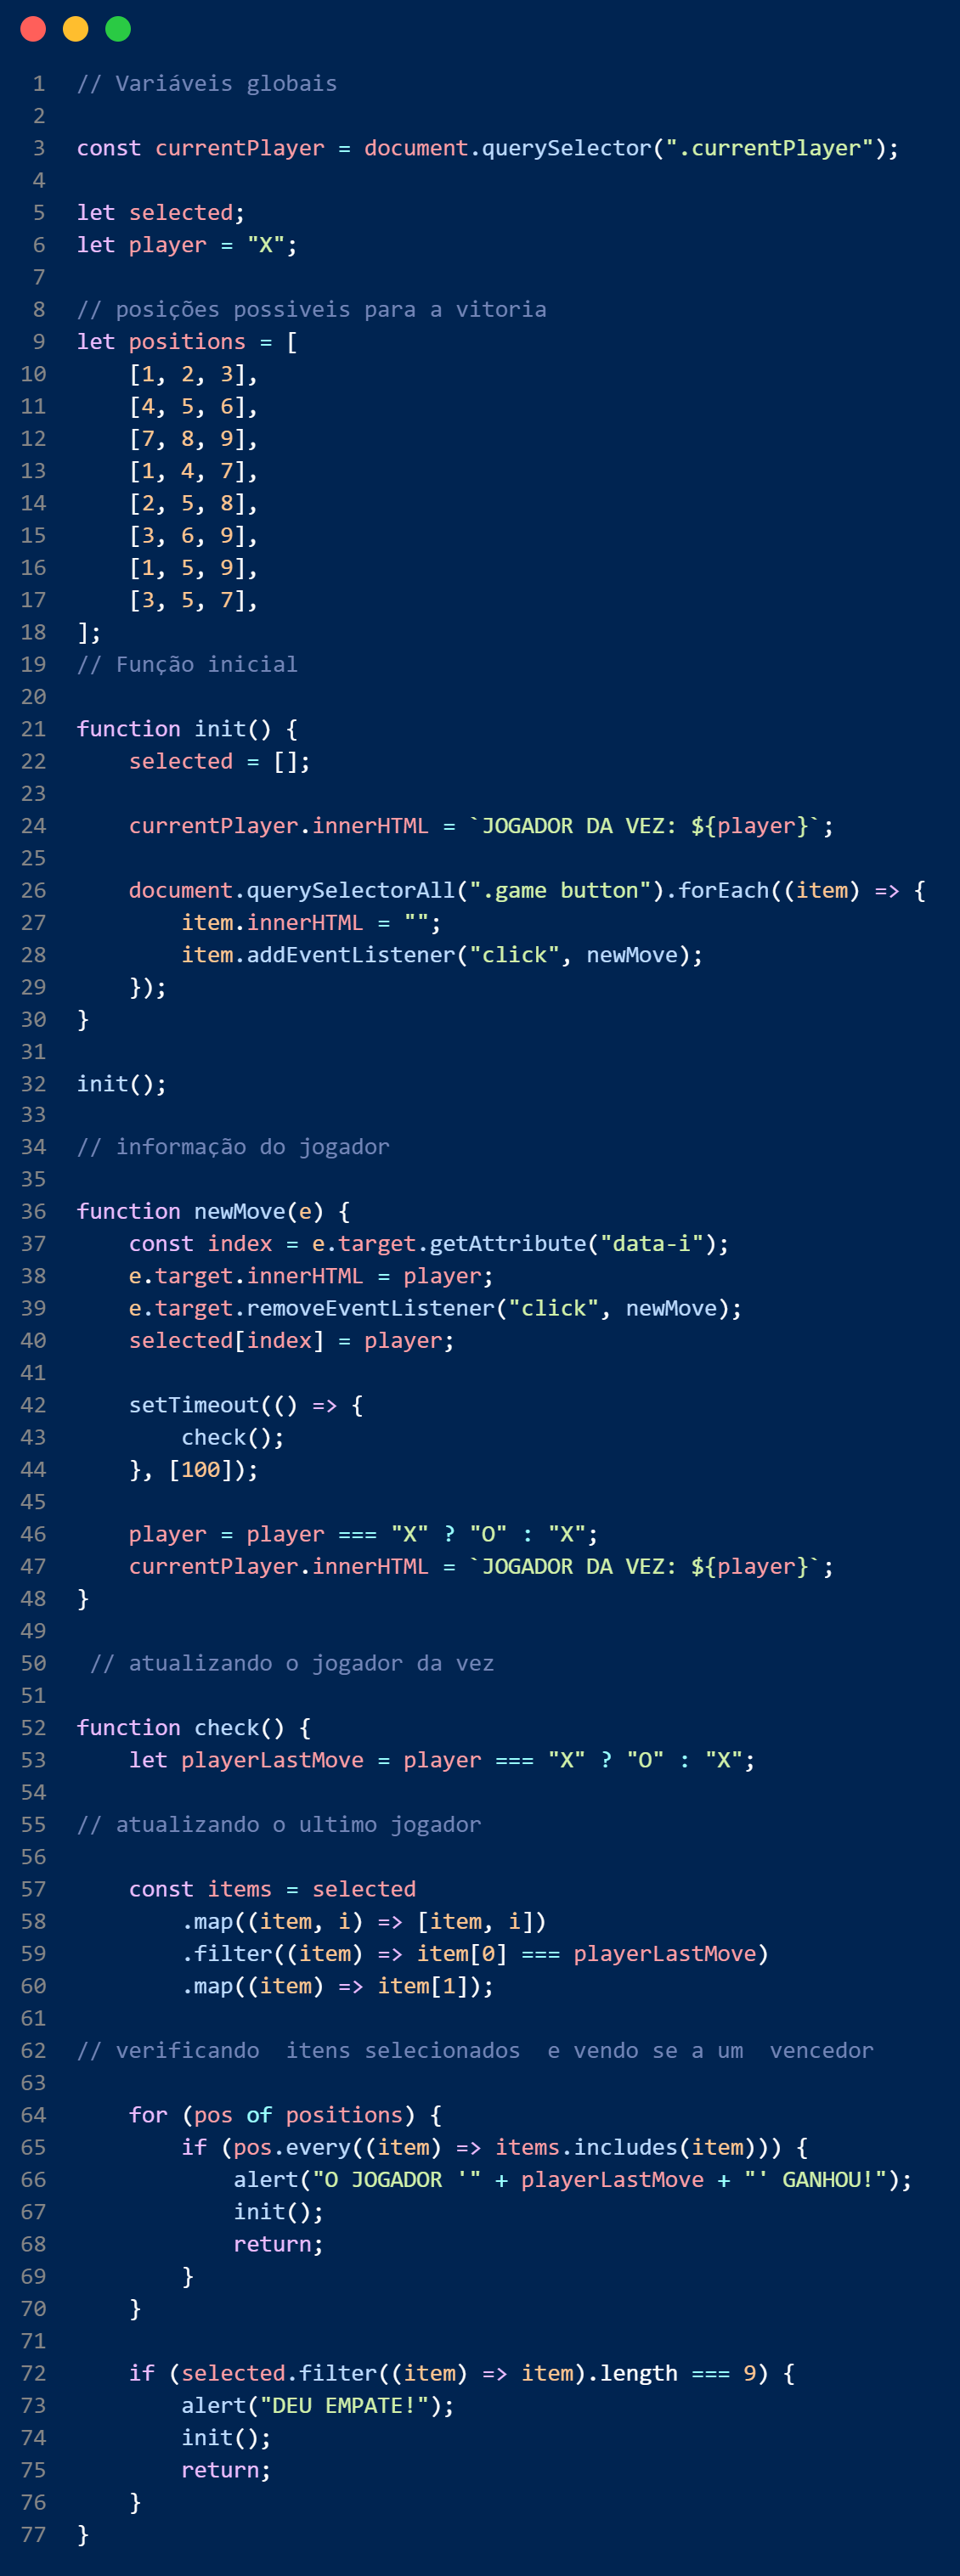 1 // Variáveis globais
2
3 const currentPlayer = document.querySelector(".currentPlayer");
4
5 let selected;
6 let player = "X";
7
8 // posições possiveis para a vitoria
9 let positions = [
10     [1, 2, 3],
11     [4, 5, 6],
12     [7, 8, 9],
13     [1, 4, 7],
14     [2, 5, 8],
15     [3, 6, 9],
16     [1, 5, 9],
17     [3, 5, 7],
18 ];
19 // Função inicial
20
21 function init() {
22     selected = [];
23
24     currentPlayer.innerHTML = `JOGADOR DA VEZ: ${player}`;
25
26     document.querySelectorAll(".game button").forEach((item) => {
27         item.innerHTML = "";
28         item.addEventListener("click", newMove);
29     });
30 }
31
32 init();
33
34 // informação do jogador
35
36 function newMove(e) {
37     const index = e.target.getAttribute("data-i");
38     e.target.innerHTML = player;
39     e.target.removeEventListener("click", newMove);
40     selected[index] = player;
41
42     setTimeout(() => {
43         check();
44     }, [100]);
45
46     player = player === "X" ? "O" : "X";
47     currentPlayer.innerHTML = `JOGADOR DA VEZ: ${player}`;
48 }
49
50  // atualizando o jogador da vez
51
52 function check() {
53     let playerLastMove = player === "X" ? "O" : "X";
54
55 // atualizando o ultimo jogador
56
57     const items = selected
58         .map((item, i) => [item, i])
59         .filter((item) => item[0] === playerLastMove)
60         .map((item) => item[1]);
61
62 // verificando  itens selecionados  e vendo se a um  vencedor
63
64     for (pos of positions) {
65         if (pos.every((item) => items.includes(item))) {
66             alert("O JOGADOR '" + playerLastMove + "' GANHOU!");
67             init();
68             return;
69         }
70     }
71
72     if (selected.filter((item) => item).length === 9) {
73         alert("DEU EMPATE!");
74         init();
75         return;
76     }
77 }